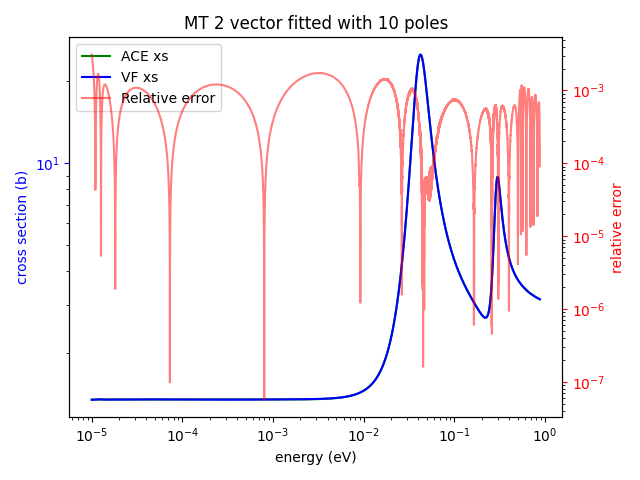 MT 2 vector fitted with 10 poles
ACE xs
VF xs
Relative error
cross section (b)
10^1
relative error
10^-3
10^-4
10^-5
10^-6
10^-7
10^-5
10^-4
10^-3
10^-2
10^-1
10^0
energy (eV)